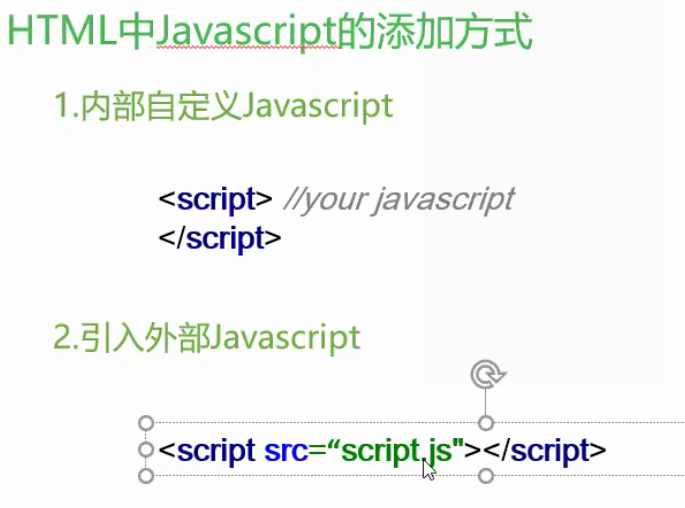 HTML中Javascript的添加方式
1.内部自定义Javascript
<script> //your javascript
</script>
2.引入外部Javascript
<script src=“script.js"></script>